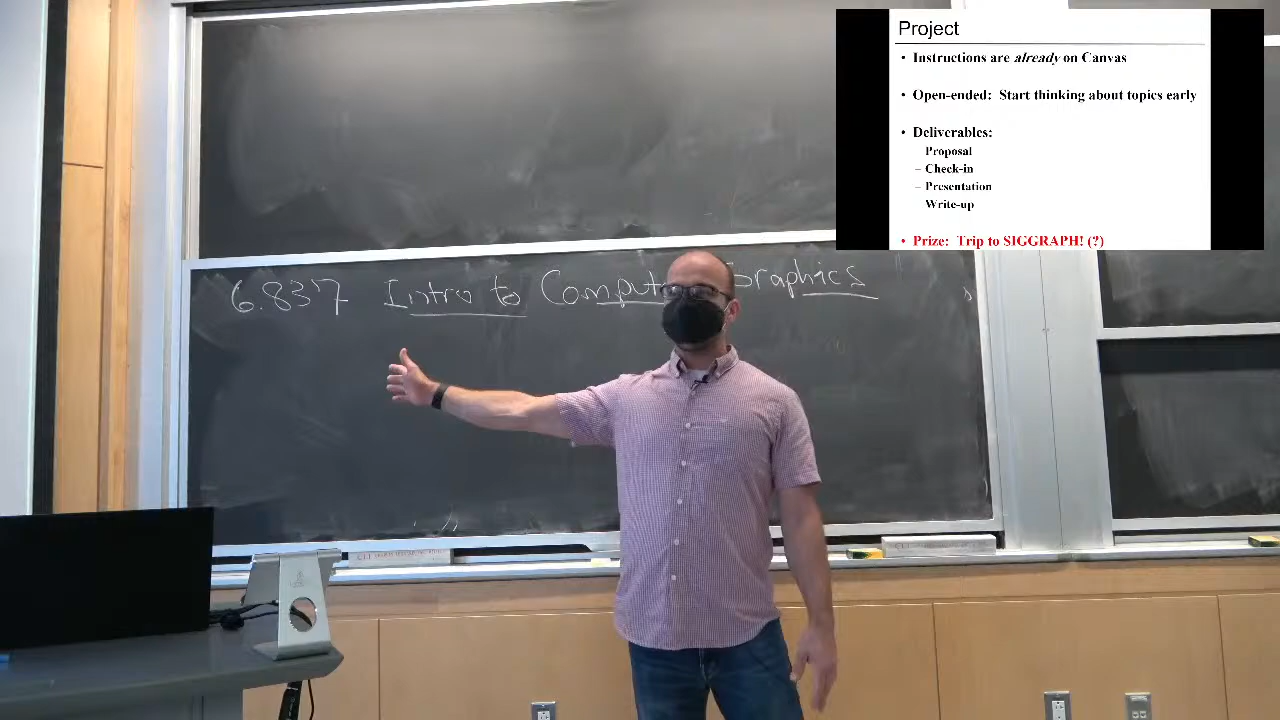 Project
• Instructions are already on Canvas
• Open-ended: Start thinking about topics early
• Deliverables:
Proposal
– Check-in
– Presentation
Write-up
• Prize: Trip to SIGGRAPH! (?)
6.837 Intro to Computer Graphics